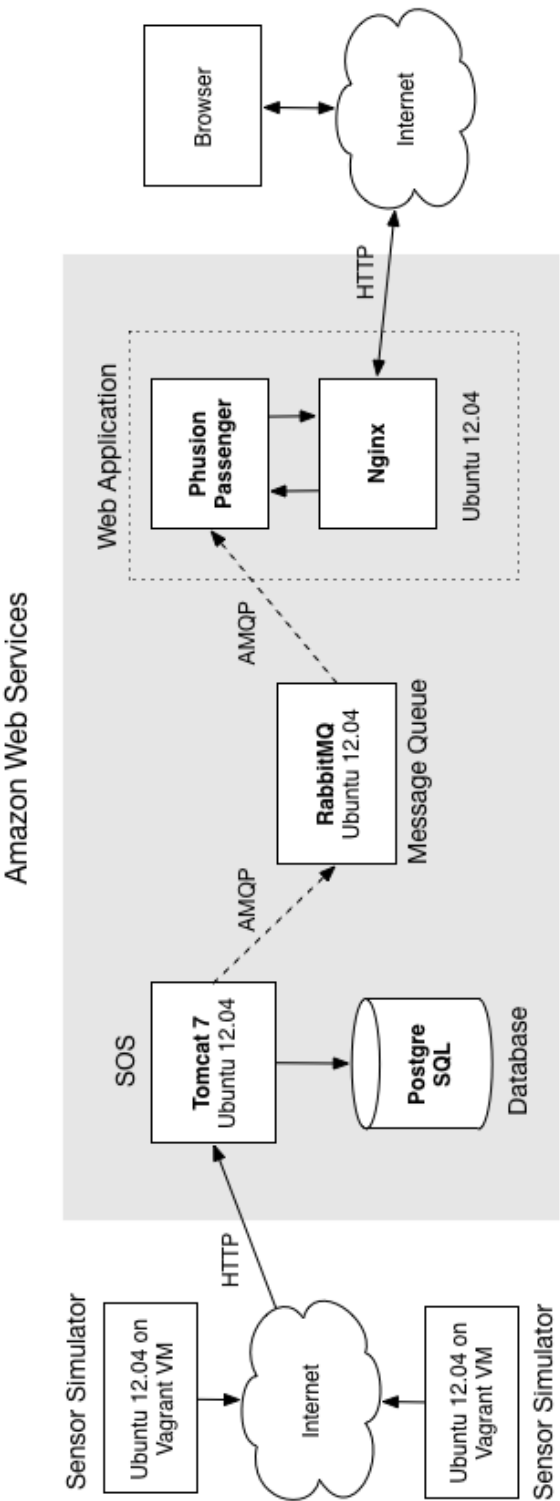 Amazon Web Services
Sensor Simulator
Ubuntu 12.04 on
Vagrant VM
Internet
Ubuntu 12.04 on
Vagrant VM
Sensor Simulator
HTTP
SOS
Tomcat 7
Ubuntu 12.04
Postgre
SQL
Database
AMQP
RabbitMQ
Ubuntu 12.04
Message Queue
AMQP
Web Application
Phusion
Passenger
Nginx
Ubuntu 12.04
HTTP
Browser
Internet